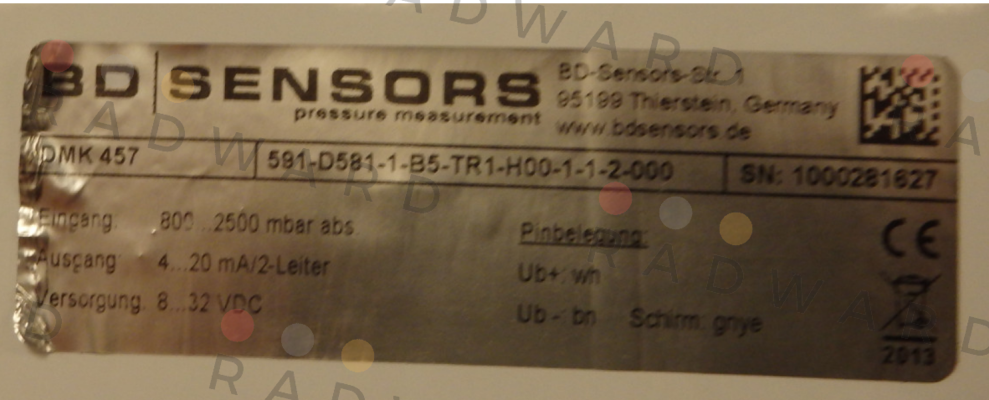 BD SENSORS
pressure measurement
BD-Sensors-Str. 1
95199 Thierstein, Germany
www.bdsensors.de
DMK 457
591-D581-1-B5-TR1-H00-1-1-2-000
SN: 1000281627
Eingang: 800...2500 mbar abs.
Ausgang: 4...20 mA/2-Leiter
Versorgung: 8...32 VDC
Pinbelegung:
Ub+: wn
Ub-: bn Schirm: gnye
CE
2013
RADWARD
RADWARD
RADWARD
RAD